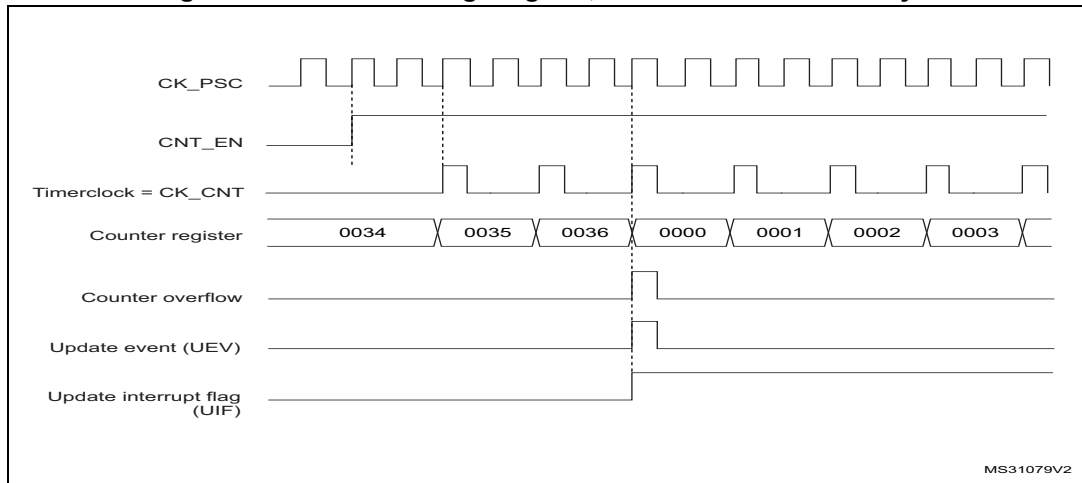 CK_PSC
CNT_EN
Timerclock = CK_CNT
Counter register 0034 0035 0036 0000 0001 0002 0003
Counter overflow
Update event (UEV)
Update interrupt flag
(UIF)
MS31079V2